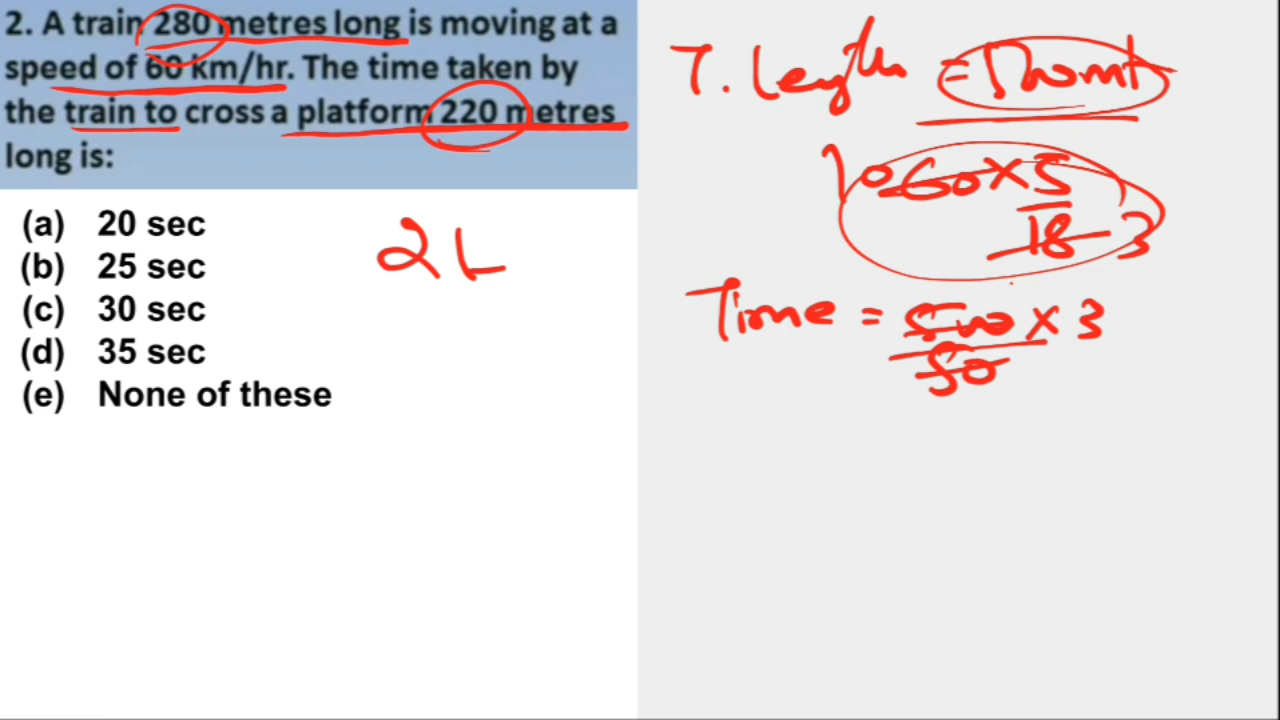 2. A train 280 metres long is moving at a
speed of 60 km/hr. The time taken by
the train to cross a platform 220 metres
long is:
(a) 20 sec
(b) 25 sec
(c) 30 sec
(d) 35 sec
(e) None of these
T. Length = 500mt
10 60 × 5
18 3
Time = 500 × 3
50